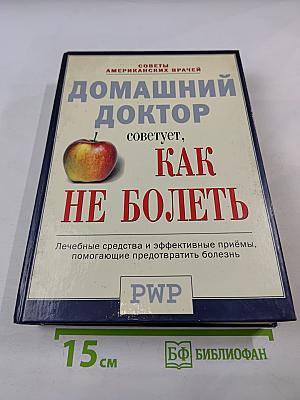 СОВЕТЫ
АМЕРИКАНСКИХ ВРАЧЕЙ
ДОМАШНИЙ
ДОКТОР
советует,
КАК
НЕ БОЛЕТЬ
Лечебные средства и эффективные приёмы,
помогающие предотвратить болезнь
PWP
15 см
БФ БИБЛИОФАН